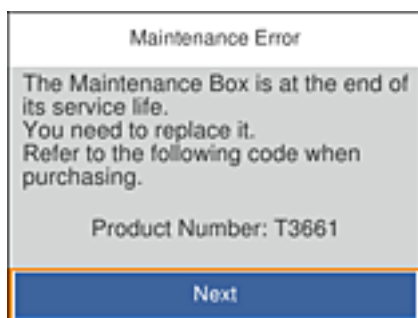 Maintenance Error
The Maintenance Box is at the end of
its service life.
You need to replace it.
Refer to the following code when
purchasing.
Product Number: T3661
Next